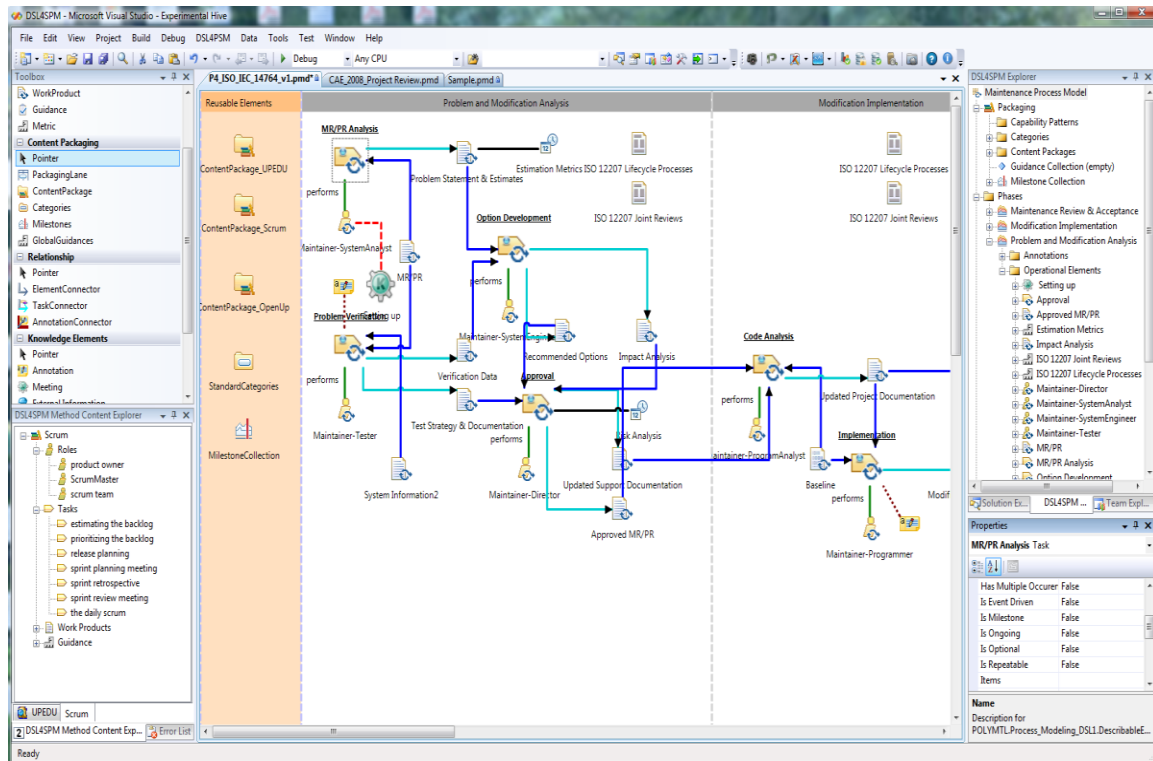 DSL4SPM - Microsoft Visual Studio - Experimental Hive
File Edit View Project Build Debug DSL4SPM Data Tools Test Window Help
Debug Any CPU
Toolbox
WorkProduct
Guidance
Metric
Content Packaging
Pointer
PackagingLane
ContentPackage
Categories
Milestones
GlobalGuidances
Relationship
Pointer
ElementConnector
TaskConnector
AnnotationConnector
Knowledge Elements
Pointer
Annotation
Meeting
ExternalInformation
DSL4SPM Method Content Explorer
Scrum
Roles
product owner
ScrumMaster
scrum team
Tasks
estimating the backlog
prioritizing the backlog
release planning
sprint planning meeting
sprint retrospective
sprint review meeting
the daily scrum
Work Products
Guidance
UPEDU Scrum
2 DSL4SPM Method Content Exp... Error List
Ready
P4_ISO_IEC_14764_v1.pmd* CAE_2008_Project Review.pmd Sample.pmd
Reusable Elements
ContentPackage_UPEDU
ContentPackage_Scrum
ContentPackage_OpenUp
StandardCategories
MilestoneCollection
Problem and Modification Analysis
MR/PR Analysis
Problem Statement & Estimates
12
Estimation Metrics
ISO 12207 Lifecycle Processes
performs
Option Development
ISO 12207 Joint Reviews
Maintainer-SystemAnalyst
MR/PR
performs
Problem Verification
Maintainer-System
Recommended Options
Impact Analysis
Verification Data
Approval
performs
Test Strategy & Documentation
12
performs
Maintainer-Tester
System Information2
Maintainer-Director
Updated Support Documentation
Approved MR/PR
Modification Implementation
ISO 12207 Lifecycle Processes
ISO 12207 Joint Reviews
Code Analysis
Updated Project Documentation
performs
Implementation
aintainer-ProgramAnalyst
Baseline
performs
Modif
Maintainer-Programmer
DSL4SPM Explorer
Maintenance Process Model
Packaging
Capability Patterns
Categories
Content Packages
Guidance Collection (empty)
Milestone Collection
Phases
Maintenance Review & Acceptance
Modification Implementation
Problem and Modification Analysis
Annotations
Operational Elements
Setting up
Approval
Approved MR/PR
Estimation Metrics
Impact Analysis
ISO 12207 Joint Reviews
ISO 12207 Lifecycle Processes
Maintainer-Director
Maintainer-SystemAnalyst
Maintainer-SystemEngineer
Maintainer-Tester
MR/PR
MR/PR Analysis
Option Development
Solution Ex... DSL4SPM ... Team Expl...
Properties
MR/PR Analysis Task
Has Multiple Occurer False
Is Event Driven False
Is Milestone False
Is Ongoing False
Is Optional False
Is Repeatable False
Items
Name
Description for
POLYMTL.Process_Modeling_DSL1.DescribableE...